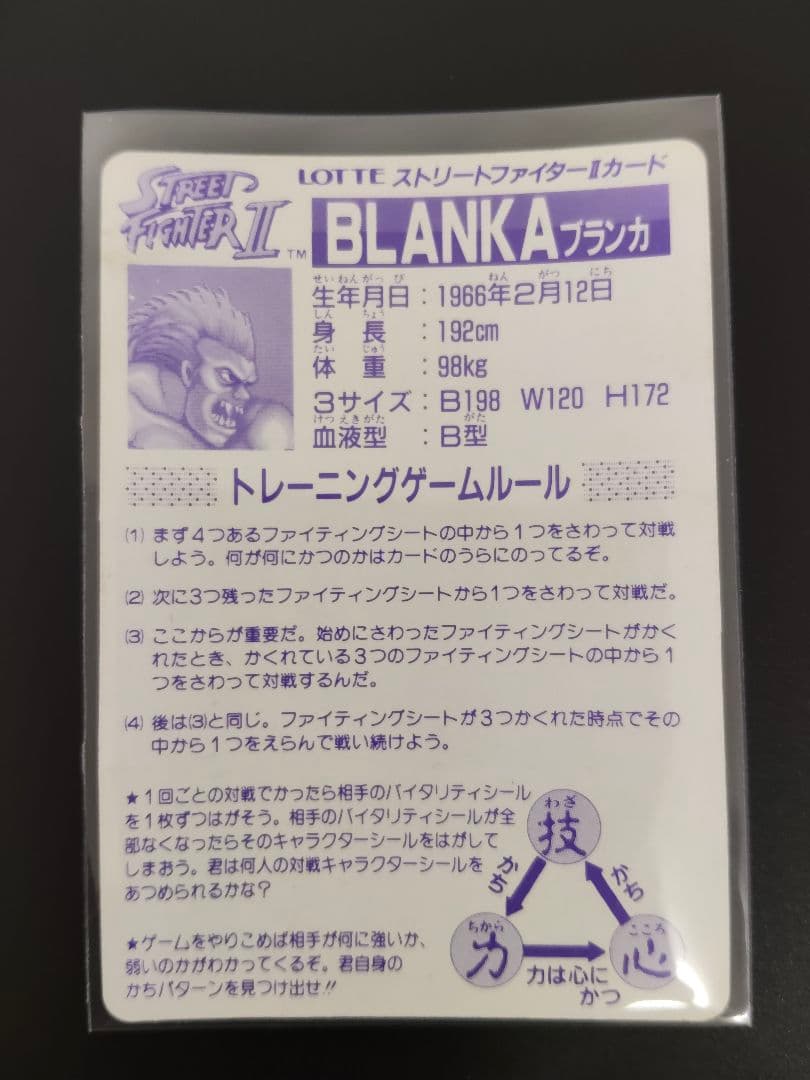 STREET FIGHTER II TM
LOTTE ストリートファイターⅡカード
BLANKA ブランカ
せいねんがっぴ ねん がつ にち
生年月日：1966年2月12日
しん ちょう
身長：192cm
たい じゅう
体重：98kg
3サイズ：B198 W120 H172
けつえきがた がた
血液型：B型
トレーニングゲームルール
(1) まず4つあるファイティングシートの中から1つをさわって対戦
しよう。何が何にかつのかはカードのうらにのってるぞ。
(2) 次に3つ残ったファイティングシートから1つをさわって対戦だ。
(3) ここからが重要だ。始めにさわったファイティングシートがかく
れたとき、かくれている3つのファイティングシートの中から1
つをさわって対戦するんだ。
(4) 後は(3)と同じ。ファイティングシートが3つかくれた時点でその
中から1つをえらんで戦い続けよう。
★1回ごとの対戦でかったら相手のバイタリティシール
を1枚ずつはがそう。相手のバイタリティシールが全
部なくなったらそのキャラクターシールをはがして
しまおう。君は何人の対戦キャラクターシールを
あつめられるかな?
★ゲームをやりこめば相手が何に強いか、
弱いのかがわかってくるぞ。君自身の
かちパターンを見つけ出せ!!
わざ
技
かち
かち
ちから
力
こころ
心
力は心に
かつ